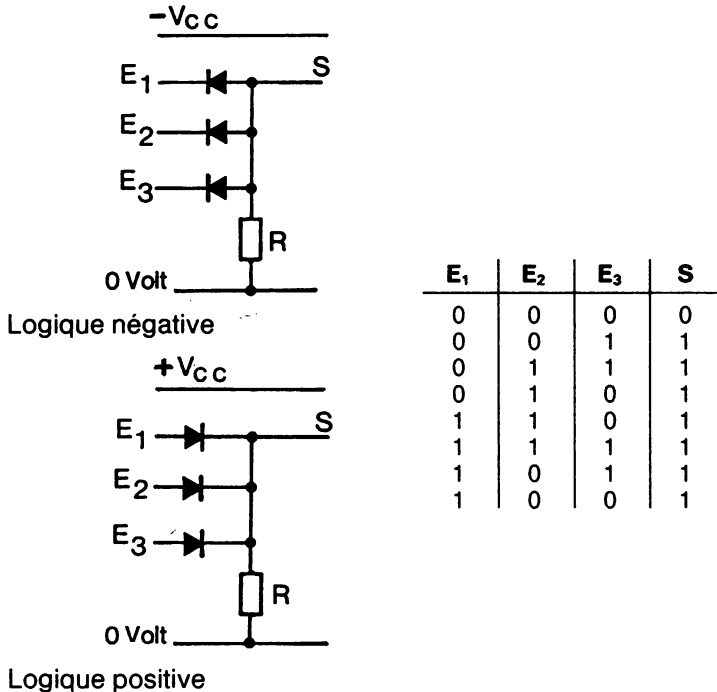 −V_CC
E₁ S
E₂
E₃
R
0 Volt
Logique négative
+V_CC
E₁ S
E₂
E₃
R
0 Volt
Logique positive
E₁ E₂ E₃ S
0 0 0 0
0 0 1 1
0 1 1 1
0 1 0 1
1 1 0 1
1 1 1 1
1 0 1 1
1 0 0 1